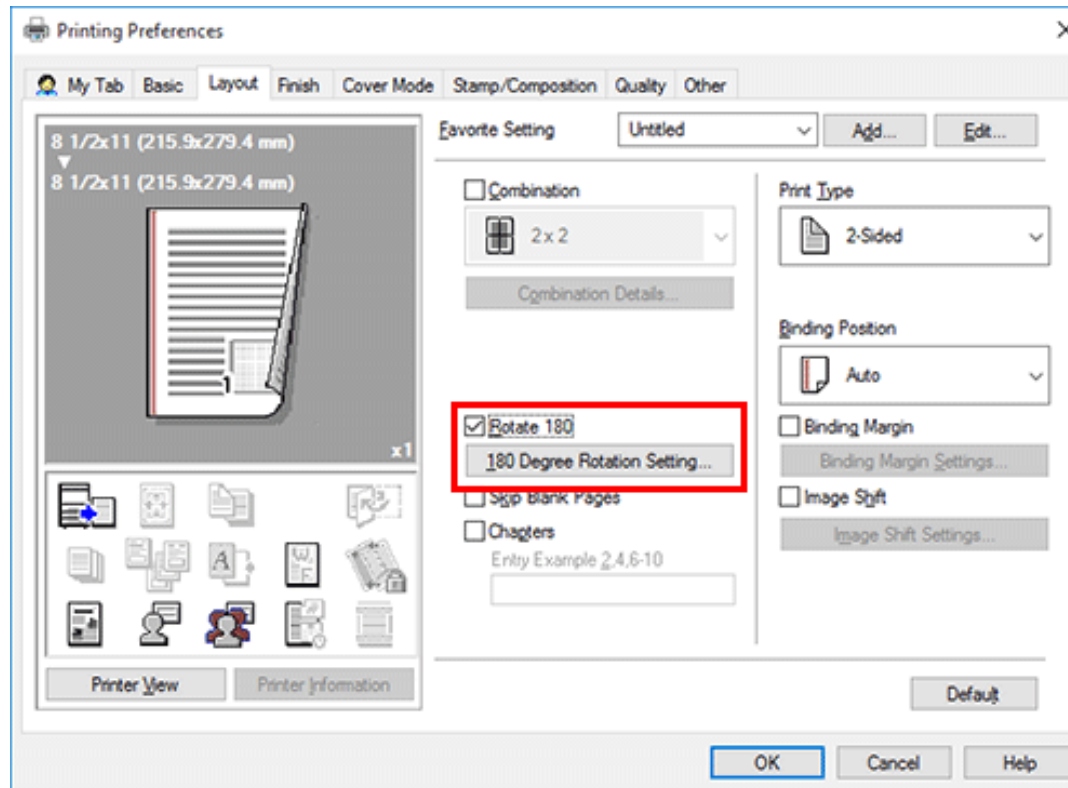 Printing Preferences
My Tab Basic Layout Finish Cover Mode Stamp/Composition Quality Other
8 1/2x11 (215.9x279.4 mm)
8 1/2x11 (215.9x279.4 mm)
1
x1
Printer View Printer Information
Favorite Setting Untitled Add... Edit...
Combination
2 x 2
Combination Details...
Rotate 180
180 Degree Rotation Setting...
Skip Blank Pages
Chapters
Entry Example 2,4,6-10
Print Type
2-Sided
Binding Position
Auto
Binding Margin
Binding Margin Settings...
Image Shift
Image Shift Settings...
Default
OK Cancel Help